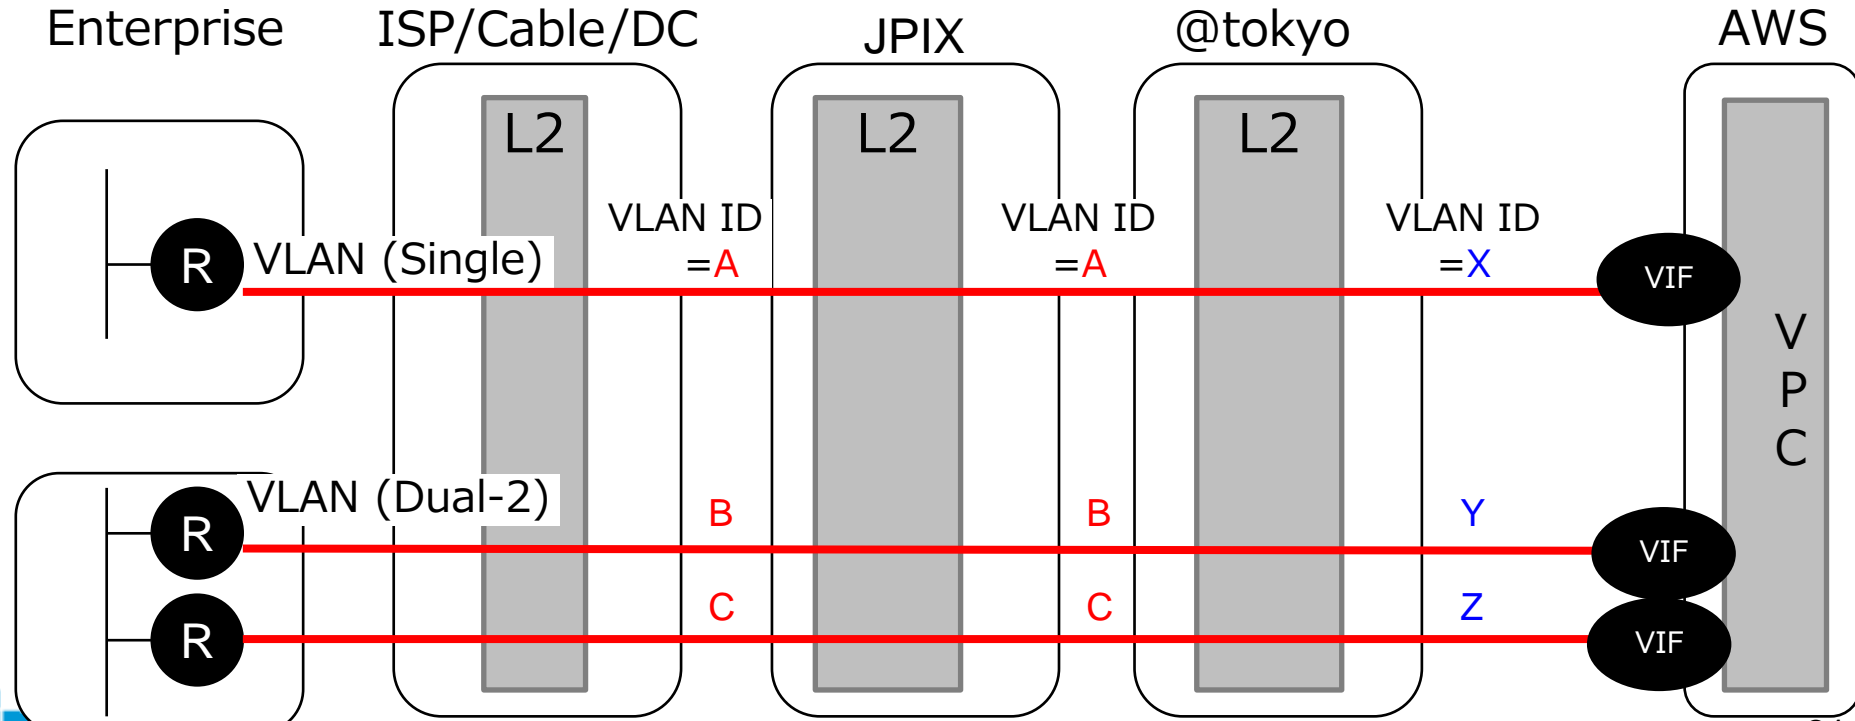 Enterprise
ISP/Cable/DC
JPIX
@tokyo
AWS
L2
L2
L2
VLAN ID
=A
VLAN ID
=A
VLAN ID
=X
R
VLAN (Single)
VIF
V
P
C
VLAN (Dual-2)
R
B
B
Y
VIF
R
C
C
Z
VIF